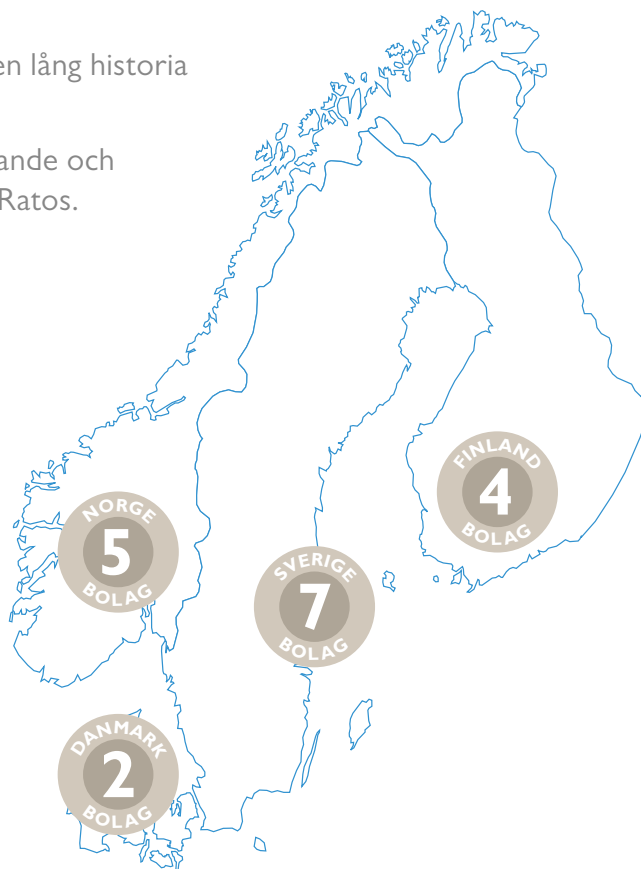 en lång historia
ande och
Ratos.
FINLAND
4
BOLAG
NORGE
5
BOLAG
SVERIGE
7
BOLAG
DANMARK
2
BOLAG